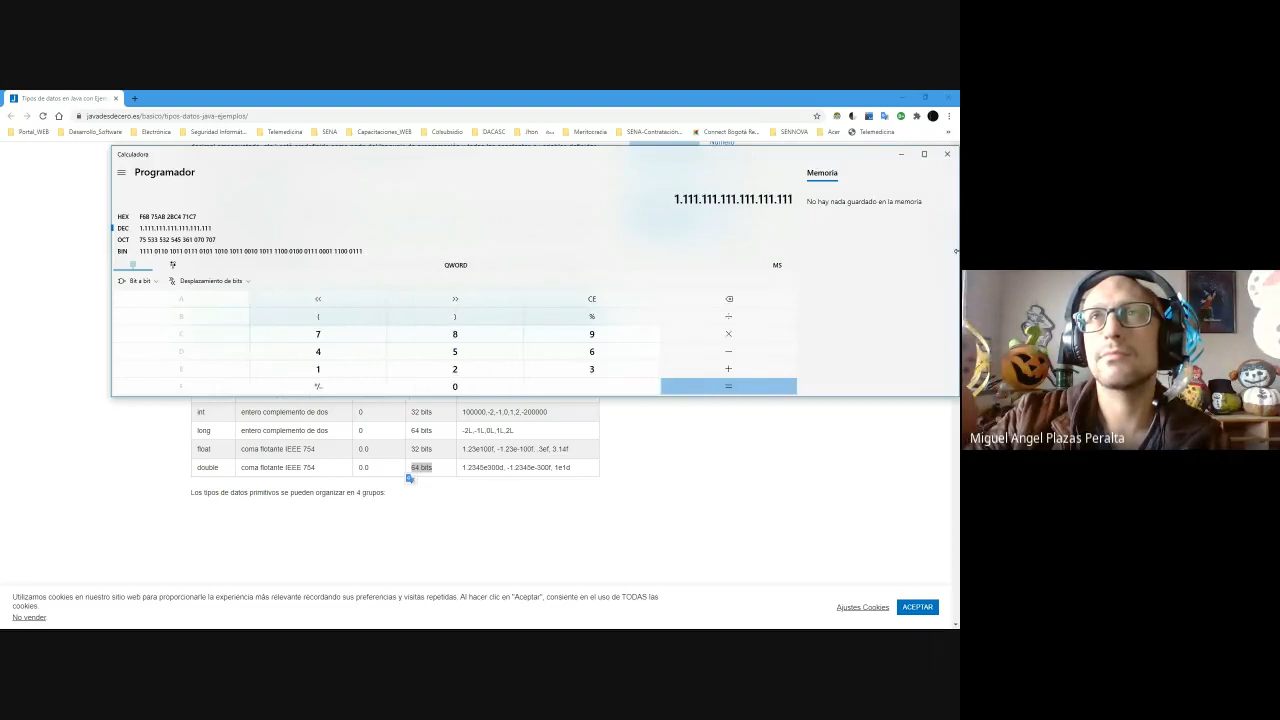 Tipos de datos en Java con Ejem
javadesdecero.es/basico/tipos-datos-java-ejemplos/
Portal_WEB Desarrollo_Software Electrónica Seguridad Informát... Telemedicina SENA Capacitaciones_WEB Colsubsidio DACASC Jhon Meritocracia SENA-Contratación... Connect Bogotá Re... SENNOVA Acer Telemedicina »
Número
Calculadora
Programador
Memoria
1.111.111.111.111.111.111
No hay nada guardado en la memoria
HEX F6B 75AB 2BC4 71C7
DEC 1.111.111.111.111.111.111
OCT 75 533 532 545 361 070 707
BIN 1111 0110 1011 0111 0101 1010 1011 0010 1011 1100 0100 0111 0001 1100 0111
QWORD MS
Bit a bit Desplazamiento de bits
A << >> CE
B ( ) % ÷
C 7 8 9 ×
D 4 5 6 −
E 1 2 3 +
F +/− 0 =
int entero complemento de dos 0 32 bits 100000,-2,-1,0,1,2,-200000
long entero complemento de dos 0 64 bits -2L,-1L,0L,1L,2L
float coma flotante IEEE 754 0.0 32 bits 1.23e100f, -1.23e-100f, .3ef, 3.14f
double coma flotante IEEE 754 0.0 64 bits 1.2345e300d, -1.2345e-300f, 1e1d
Los tipos de datos primitivos se pueden organizar en 4 grupos:
Utilizamos cookies en nuestro sitio web para proporcionarle la experiencia más relevante recordando sus preferencias y visitas repetidas. Al hacer clic en "Aceptar", consiente en el uso de TODAS las
cookies.
No vender
Ajustes Cookies
ACEPTAR
Miguel Angel Plazas Peralta